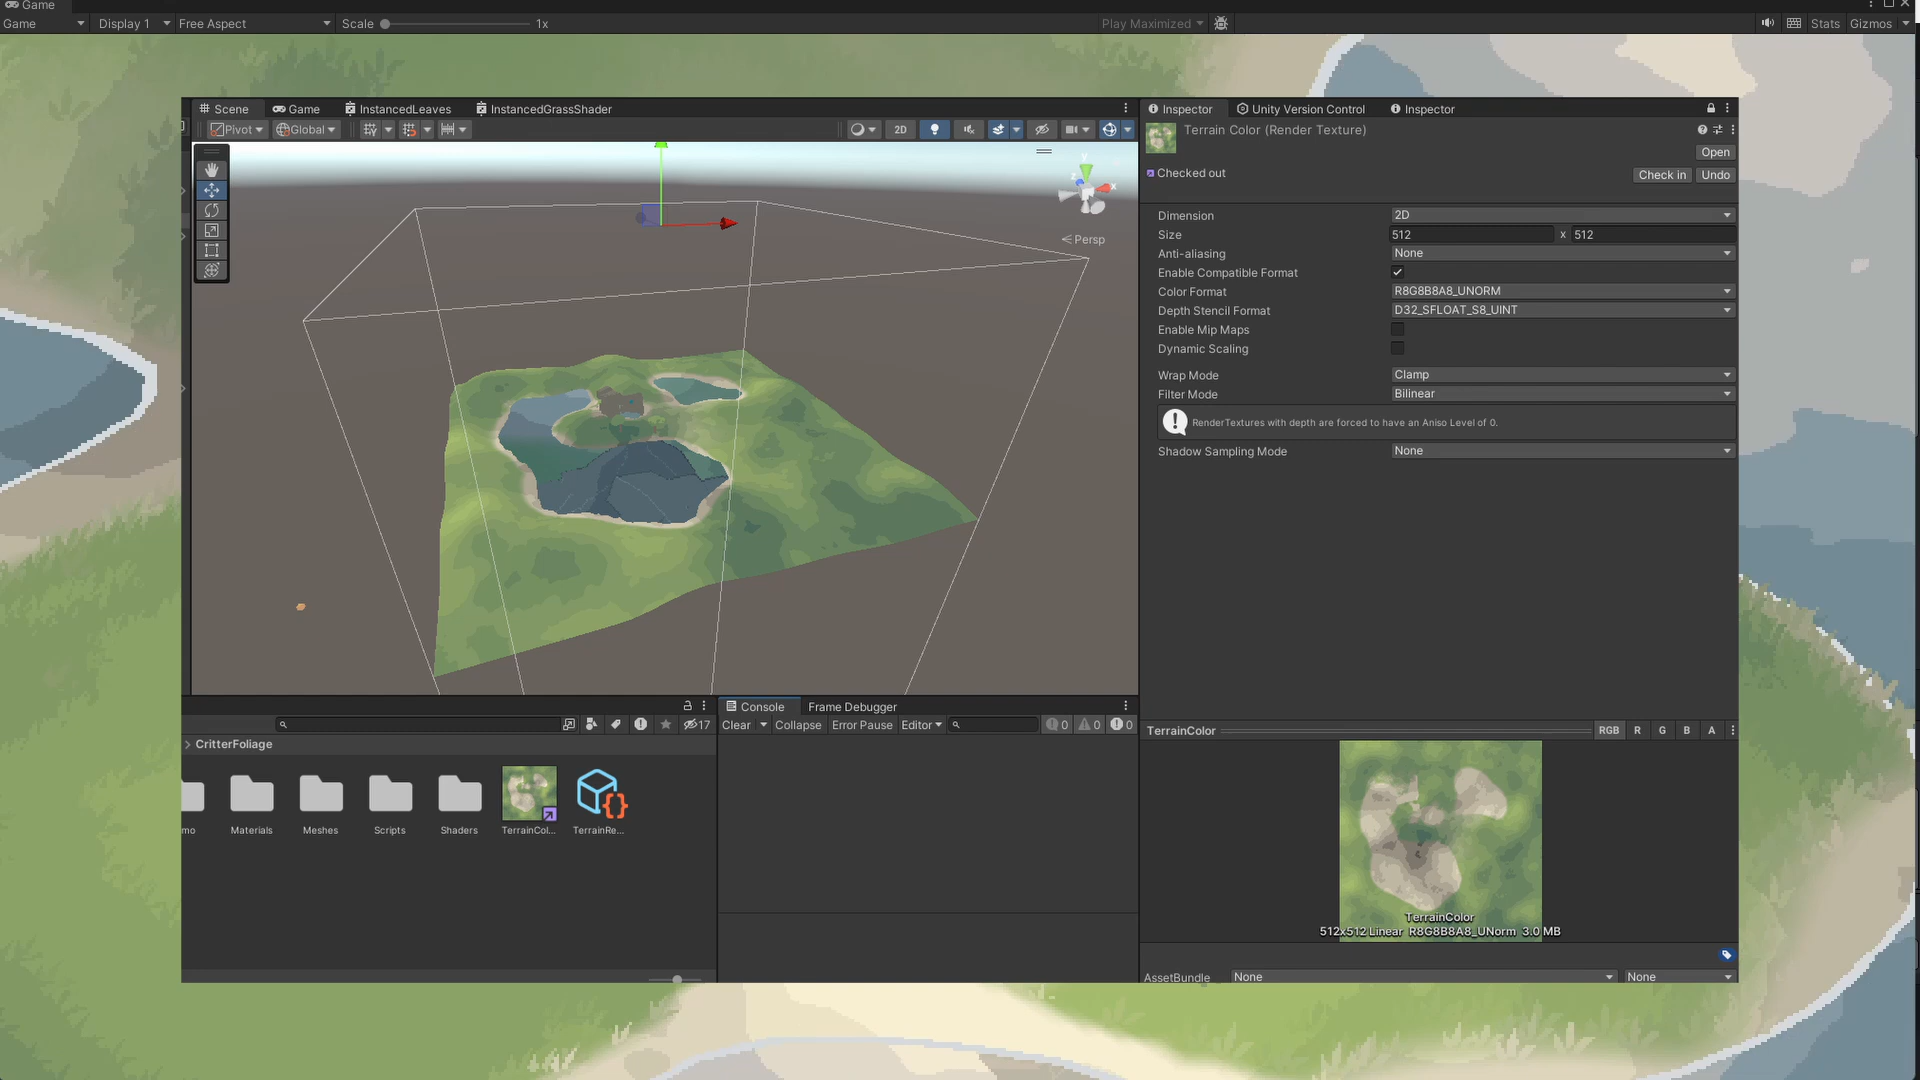 Game
Game
Display 1
Free Aspect
Scale
1x
Play Maximized
Stats
Gizmos
Scene
Game
InstancedLeaves
InstancedGrassShader
Inspector
Unity Version Control
Inspector
Pivot
Global
2D
Terrain Color (Render Texture)
Open
Checked out
Check in
Undo
y
z
x
Persp
Dimension
2D
Size
512
x
512
Anti-aliasing
None
Enable Compatible Format
Color Format
R8G8B8A8_UNORM
Depth Stencil Format
D32_SFLOAT_S8_UINT
Enable Mip Maps
Dynamic Scaling
Wrap Mode
Clamp
Filter Mode
Bilinear
RenderTextures with depth are forced to have an Aniso Level of 0.
Shadow Sampling Mode
None
Console
Frame Debugger
17
Clear
Collapse
Error Pause
Editor
0
0
0
CritterFoliage
mo
Materials
Meshes
Scripts
Shaders
TerrainCol...
TerrainRe...
TerrainColor
RGB
R
G
B
A
TerrainColor
512x512 Linear R8G8B8A8_UNorm 3.0 MB
AssetBundle
None
None